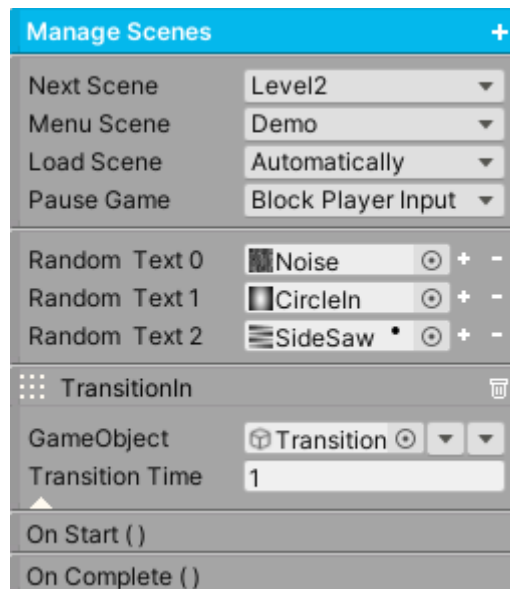 Manage Scenes +
Next Scene Level2
Menu Scene Demo
Load Scene Automatically
Pause Game Block Player Input
Random Text 0 Noise + -
Random Text 1 CircleIn + -
Random Text 2 SideSaw + -
TransitionIn
GameObject Transition
Transition Time 1
On Start ( )
On Complete ( )